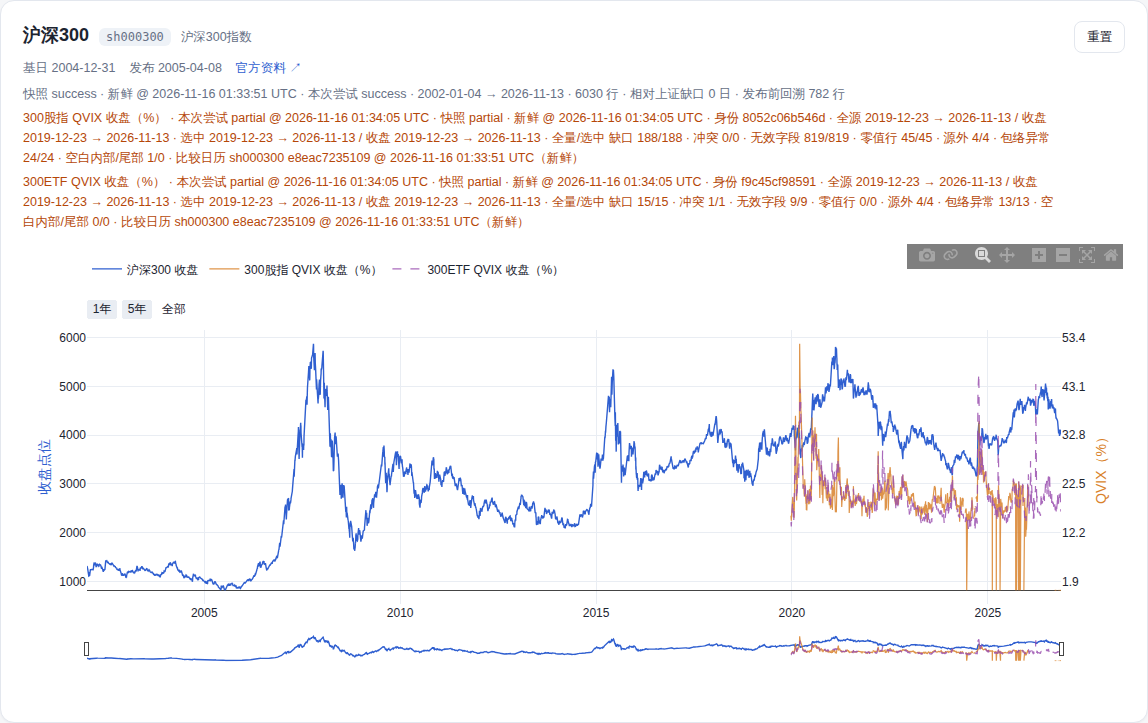 沪深300 sh000300 沪深300指数 重置
基日 2004-12-31 发布 2005-04-08 官方资料 ↗
快照 success · 新鲜 @ 2026-11-16 01:33:51 UTC · 本次尝试 success · 2002-01-04 → 2026-11-13 · 6030 行 · 相对上证缺口 0 日 · 发布前回溯 782 行
300股指 QVIX 收盘（%） · 本次尝试 partial @ 2026-11-16 01:34:05 UTC · 快照 partial · 新鲜 @ 2026-11-16 01:34:05 UTC · 身份 8052c06b546d · 全源 2019-12-23 → 2026-11-13 / 收盘
2019-12-23 → 2026-11-13 · 选中 2019-12-23 → 2026-11-13 / 收盘 2019-12-23 → 2026-11-13 · 全量/选中 缺口 188/188 · 冲突 0/0 · 无效字段 819/819 · 零值行 45/45 · 源外 4/4 · 包络异常
24/24 · 空白内部/尾部 1/0 · 比较日历 sh000300 e8eac7235109 @ 2026-11-16 01:33:51 UTC（新鲜）
300ETF QVIX 收盘（%） · 本次尝试 partial @ 2026-11-16 01:34:05 UTC · 快照 partial · 新鲜 @ 2026-11-16 01:34:05 UTC · 身份 f9c45cf98591 · 全源 2019-12-23 → 2026-11-13 / 收盘
2019-12-23 → 2026-11-13 · 选中 2019-12-23 → 2026-11-13 / 收盘 2019-12-23 → 2026-11-13 · 全量/选中 缺口 15/15 · 冲突 1/1 · 无效字段 9/9 · 零值行 0/0 · 源外 4/4 · 包络异常 13/13 · 空
白内部/尾部 0/0 · 比较日历 sh000300 e8eac7235109 @ 2026-11-16 01:33:51 UTC（新鲜）
沪深300 收盘 300股指 QVIX 收盘（%） 300ETF QVIX 收盘（%）
1年 5年 全部
6000 53.4
5000 43.1
4000 32.8
3000 22.5
2000 12.2
1000 1.9
收盘点位
QVIX（%）
2005 2010 2015 2020 2025